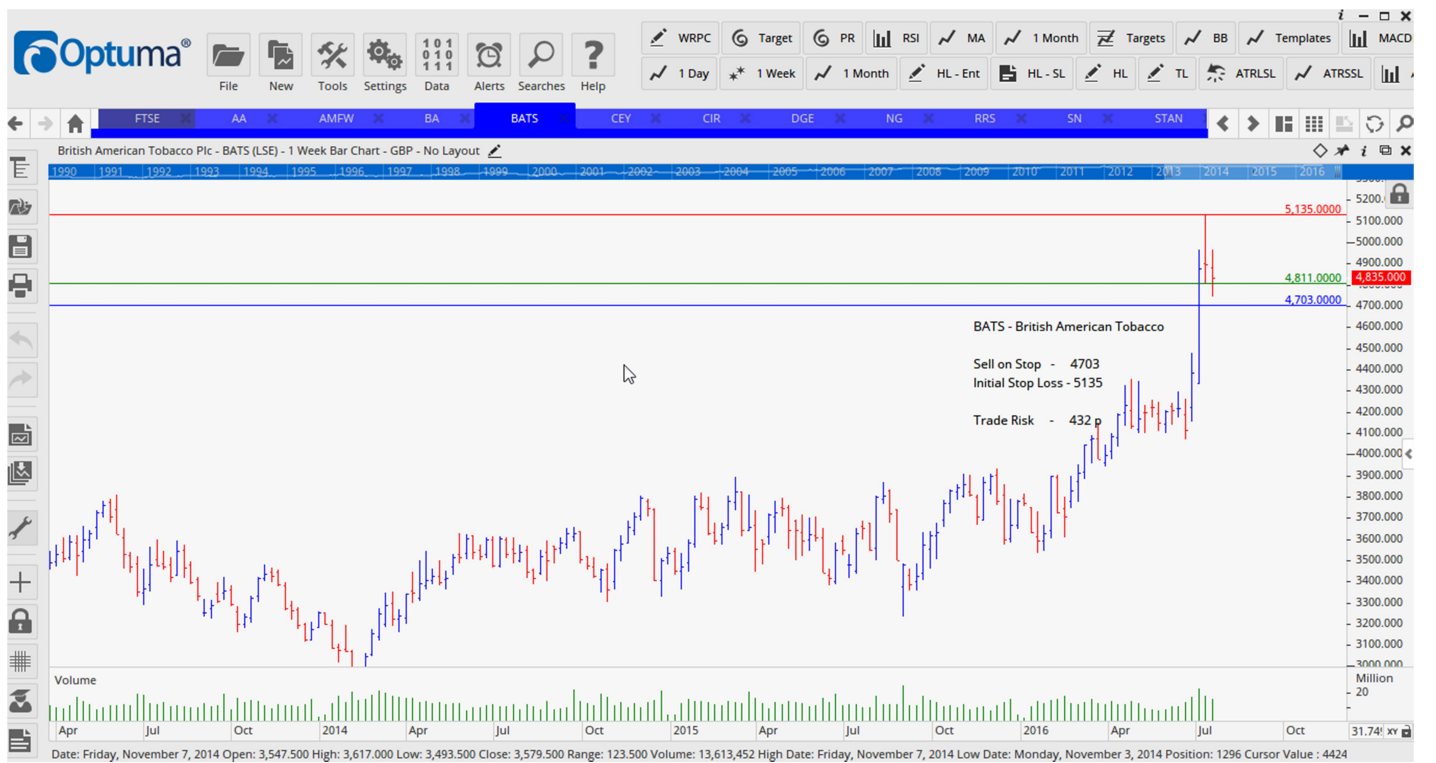 Optuma®
File New Tools Settings Data Alerts Searches Help
WRPC Target PR RSI MA 1 Month Targets BB Templates MACD
1 Day 1 Week 1 Month HL - Ent HL - SL HL TL ATRLSL ATRSSL
FTSE AA AMFW BA BATS CEY CIR DGE NG RRS SN STAN
British American Tobacco Plc - BATS (LSE) - 1 Week Bar Chart - GBP - No Layout
1990 1991 1992 1993 1994 1995 1996 1997 1998 1999 2000 2001 2002 2003 2004 2005 2006 2007 2008 2009 2010 2011 2012 2013 2014 2015 2016
5200.
5,135.0000
5100.000
5000.000
4900.000
4,811.0000 4,835.000
4,703.0000 4700.000
BATS - British American Tobacco 4600.000
4500.000
Sell on Stop - 4703 4400.000
Initial Stop Loss - 5135 4300.000
4200.000
Trade Risk - 432 p
4100.000
4000.000
3900.000
3800.000
3700.000
3600.000
3500.000
3400.000
3300.000
3200.000
3100.000
3000.000
Volume Million
20
Apr Jul Oct 2014 Apr Jul Oct 2015 Apr Jul Oct 2016 Apr Jul Oct XY
Date: Friday, November 7, 2014 Open: 3,547.500 High: 3,617.000 Low: 3,493.500 Close: 3,579.500 Range: 123.500 Volume: 13,613,452 High Date: Friday, November 7, 2014 Low Date: Monday, November 3, 2014 Position: 1296 Cursor Value : 4424